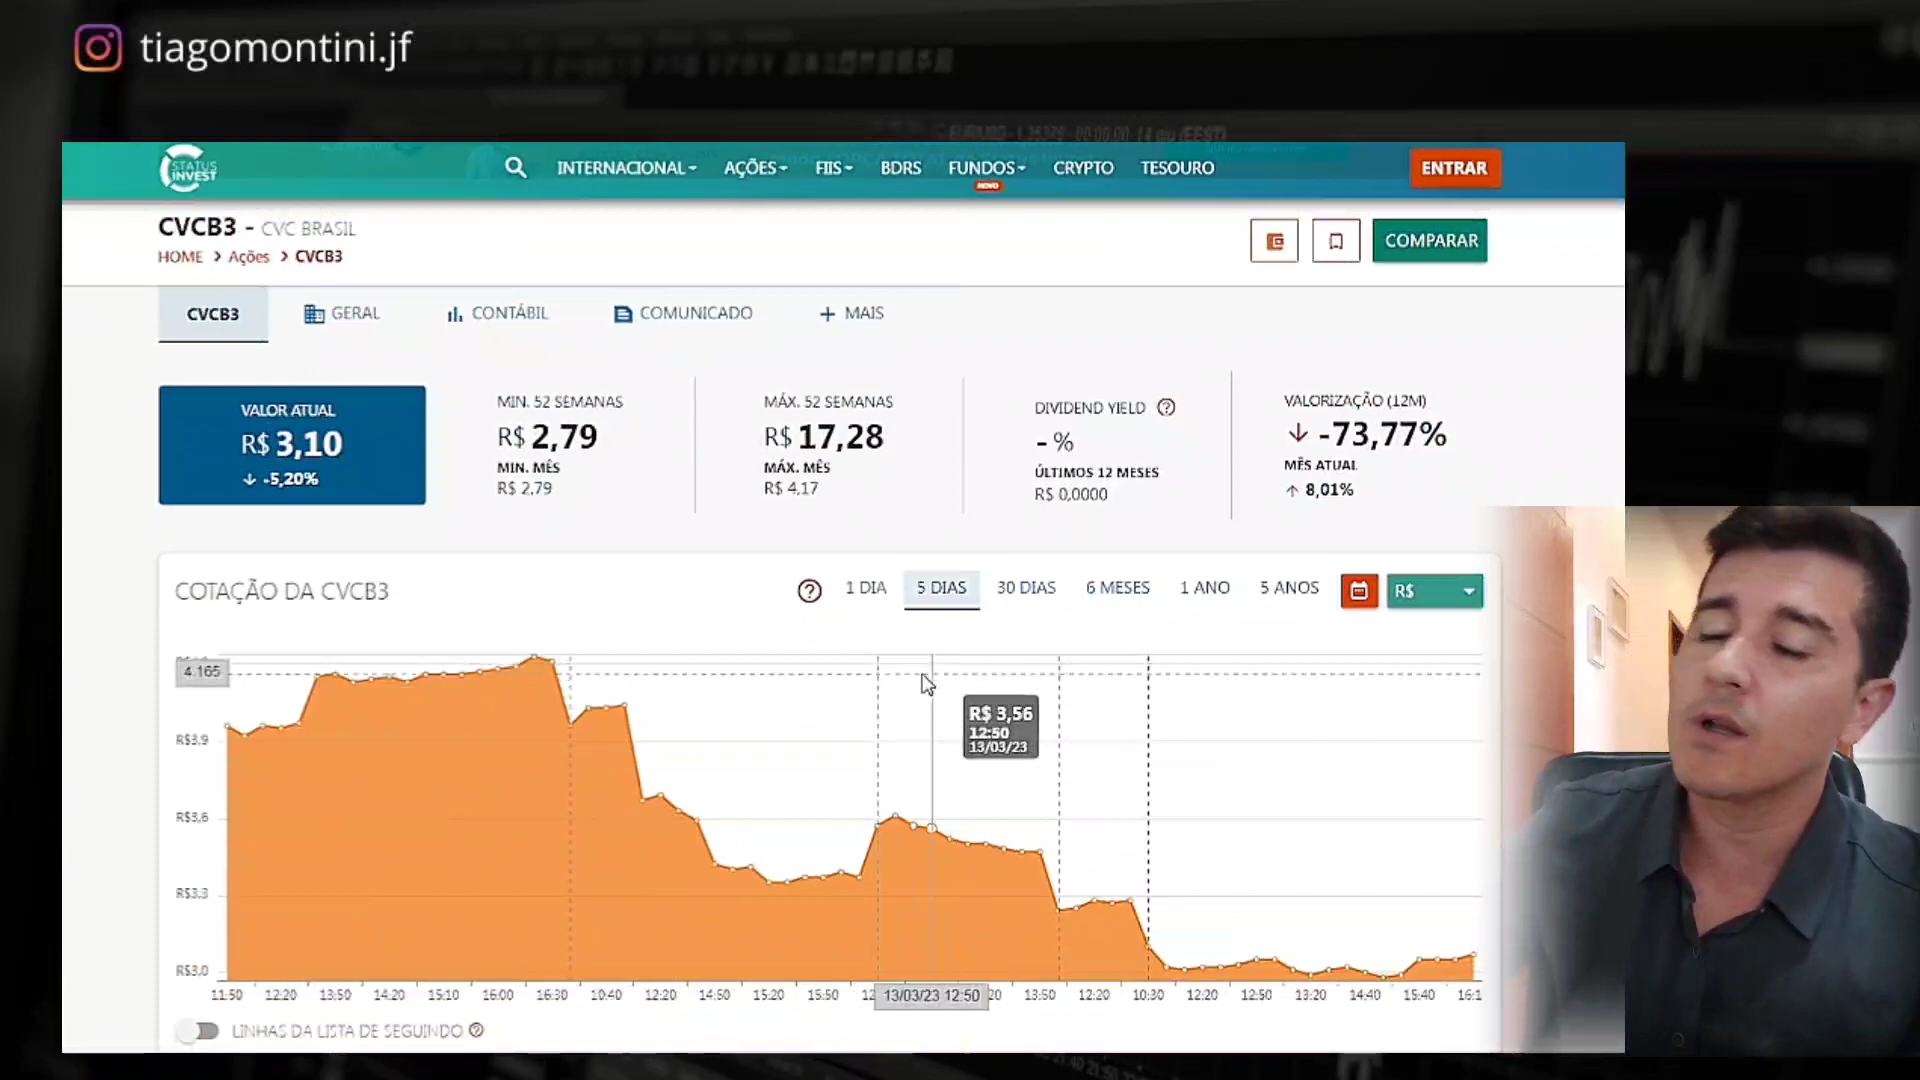 tiagomontini.jf
STATUS
INVEST
INTERNACIONAL
AÇÕES
FIIS
BDRS
FUNDOS
NOVO
CRYPTO
TESOURO
ENTRAR
CVCB3 - CVC BRASIL
HOME > Ações > CVCB3
COMPARAR
CVCB3
GERAL
CONTÁBIL
COMUNICADO
+ MAIS
VALOR ATUAL
R$ 3,10
-5,20%
MIN. 52 SEMANAS
R$ 2,79
MIN. MÊS
R$ 2,79
MÁX. 52 SEMANAS
R$ 17,28
MÁX. MÊS
R$ 4,17
DIVIDEND YIELD
- %
ÚLTIMOS 12 MESES
R$ 0,0000
VALORIZAÇÃO (12M)
-73,77%
MÊS ATUAL
8,01%
COTAÇÃO DA CVCB3
1 DIA
5 DIAS
30 DIAS
6 MESES
1 ANO
5 ANOS
R$
4.165
R$3,9
R$3,6
R$3,3
R$3,0
R$ 3,56
12:50
13/03/23
11:50 12:20 13:50 14:20 15:10 16:00 16:30 10:40 12:20 14:50 15:20 15:50 13/03/23 12:50 13:50 12:20 10:30 12:20 12:50 13:20 14:40 15:40 16:1
LINHAS DA LISTA DE SEGUINDO